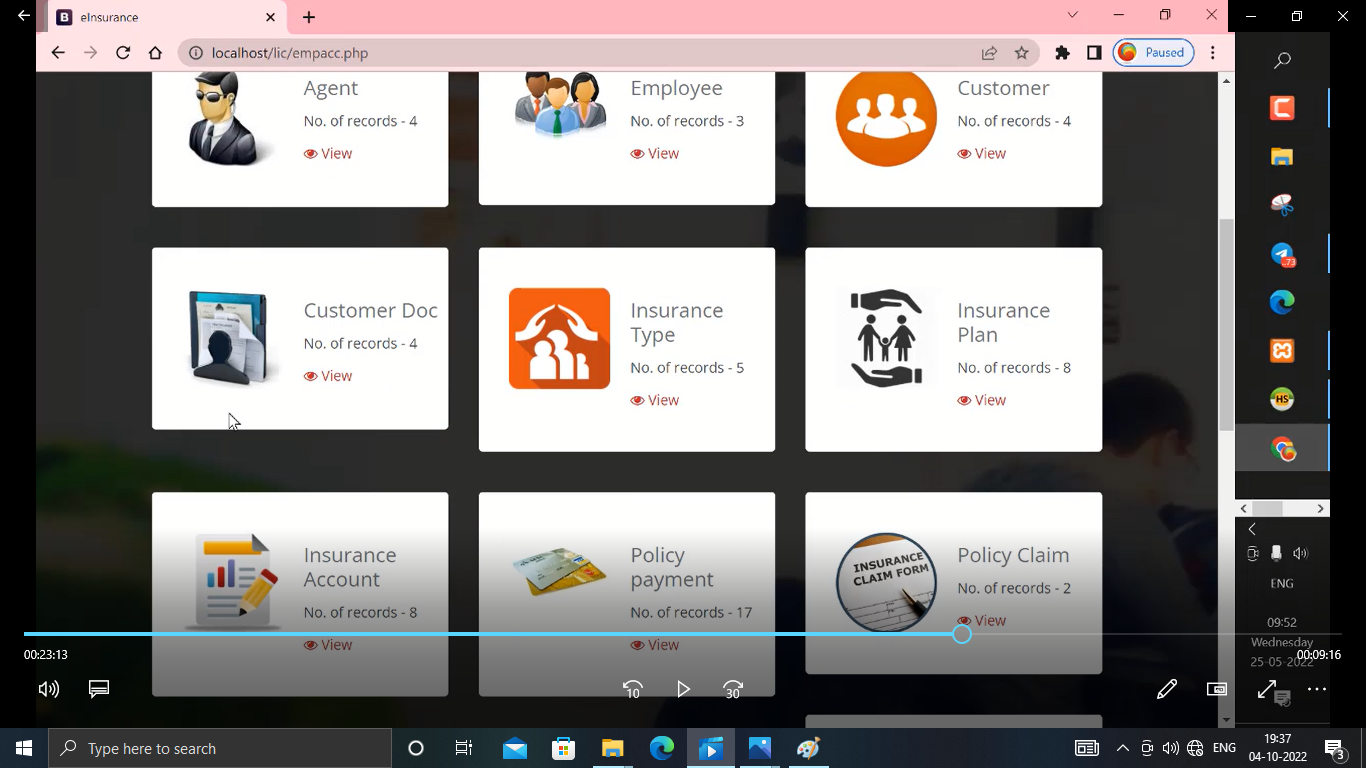 eInsurance
localhost/lic/empacc.php
Paused
Agent
No. of records - 4
View
Employee
No. of records - 3
View
Customer
No. of records - 4
View
Customer Doc
No. of records - 4
View
Insurance
Type
No. of records - 5
View
Insurance
Plan
No. of records - 8
View
Insurance
Account
No. of records - 8
View
Policy
payment
No. of records - 17
View
INSURANCE
CLAIM FORM
Policy Claim
No. of records - 2
View
..73
HS
ENG
09:52
Wednesday
25-05-2022
00:23:13
00:09:16
10
30
Type here to search
ENG
19:37
04-10-2022
3